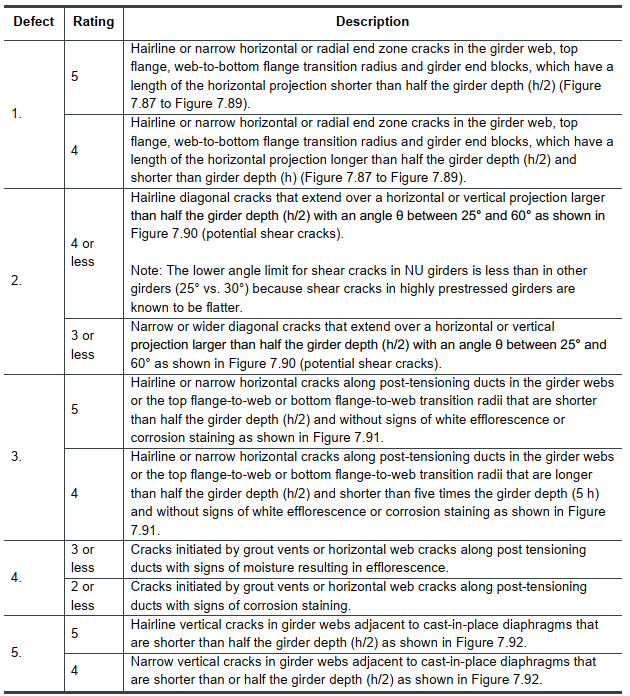 Defect Rating Description
1.
5
Hairline or narrow horizontal or radial end zone cracks in the girder web, top
flange, web-to-bottom flange transition radius and girder end blocks, which have a
length of the horizontal projection shorter than half the girder depth (h/2) (Figure
7.87 to Figure 7.89).
4
Hairline or narrow horizontal or radial end zone cracks in the girder web, top
flange, web-to-bottom flange transition radius and girder end blocks, which have a
length of the horizontal projection longer than half the girder depth (h/2) and
shorter than girder depth (h) (Figure 7.87 to Figure 7.89).
2.
4 or
less
Hairline diagonal cracks that extend over a horizontal or vertical projection larger
than half the girder depth (h/2) with an angle θ between 25° and 60° as shown in
Figure 7.90 (potential shear cracks).
Note: The lower angle limit for shear cracks in NU girders is less than in other
girders (25° vs. 30°) because shear cracks in highly prestressed girders are
known to be flatter.
3 or
less
Narrow or wider diagonal cracks that extend over a horizontal or vertical
projection larger than half the girder depth (h/2) with an angle θ between 25° and
60° as shown in Figure 7.90 (potential shear cracks).
3.
5
Hairline or narrow horizontal cracks along post-tensioning ducts in the girder webs
or the top flange-to-web or bottom flange-to-web transition radii that are shorter
than half the girder depth (h/2) and without signs of white efflorescence or
corrosion staining as shown in Figure 7.91.
4
Hairline or narrow horizontal cracks along post-tensioning ducts in the girder webs
or the top flange-to-web or bottom flange-to-web transition radii that are longer
than half the girder depth (h/2) and shorter than five times the girder depth (5 h)
and without signs of white efflorescence or corrosion staining as shown in Figure
7.91.
4.
3 or
less
Cracks initiated by grout vents or horizontal web cracks along post tensioning
ducts with signs of moisture resulting in efflorescence.
2 or
less
Cracks initiated by grout vents or horizontal web cracks along post-tensioning
ducts with signs of corrosion staining.
5.
5
Hairline vertical cracks in girder webs adjacent to cast-in-place diaphragms that
are shorter than half the girder depth (h/2) as shown in Figure 7.92.
4
Narrow vertical cracks in girder webs adjacent to cast-in-place diaphragms that
are shorter than or half the girder depth (h/2) as shown in Figure 7.92.